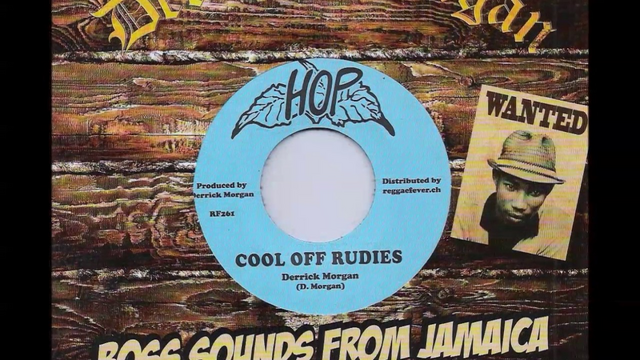 HOP
WANTED
Produced by
Derrick Morgan
Distributed by
reggaefever.ch
RF261
COOL OFF RUDIES
Derrick Morgan
(D. Morgan)
BOSS SOUNDS FROM JAMAICA